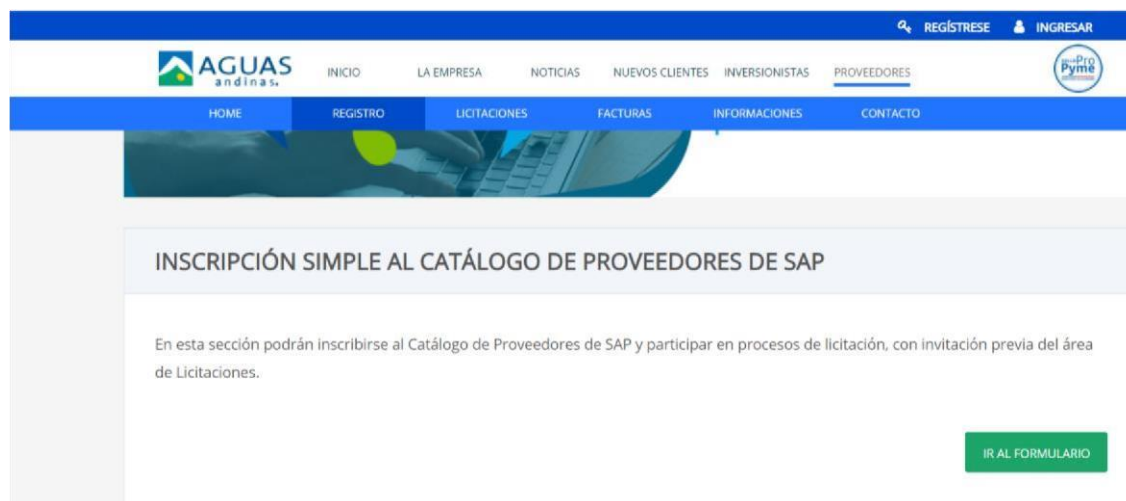 REGÍSTRESE INGRESAR
AGUAS
andinas.
INICIO LA EMPRESA NOTICIAS NUEVOS CLIENTES INVERSIONISTAS PROVEEDORES
Pro
Pyme
HOME REGISTRO LICITACIONES FACTURAS INFORMACIONES CONTACTO
INSCRIPCIÓN SIMPLE AL CATÁLOGO DE PROVEEDORES DE SAP
En esta sección podrán inscribirse al Catálogo de Proveedores de SAP y participar en procesos de licitación, con invitación previa del área
de Licitaciones.
IR AL FORMULARIO